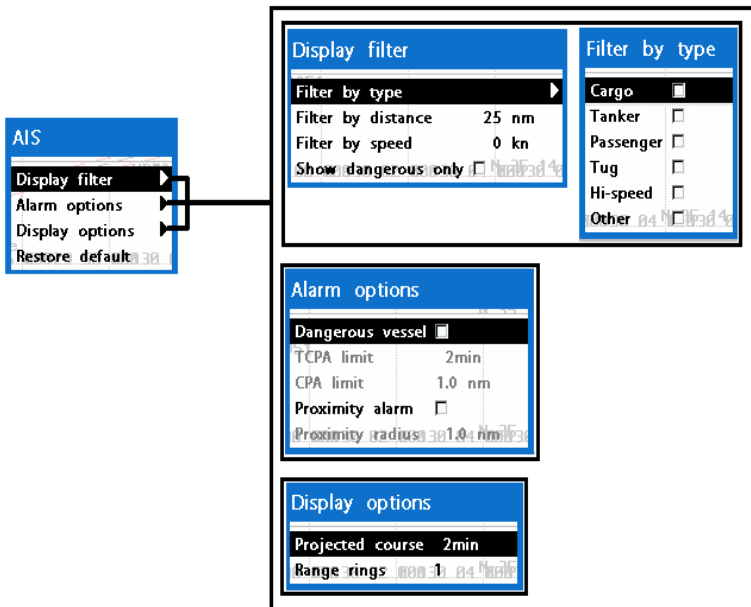 AIS
Display filter
Alarm options
Display options
Restore default
Display filter
Filter by type
Filter by distance 25 nm
Filter by speed 0 kn
Show dangerous only
Filter by type
Cargo
Tanker
Passenger
Tug
Hi-speed
Other
Alarm options
Dangerous vessel
TCPA limit 2min
CPA limit 1.0 nm
Proximity alarm
Proximity radius 1.0 nm
Display options
Projected course 2min
Range rings 1